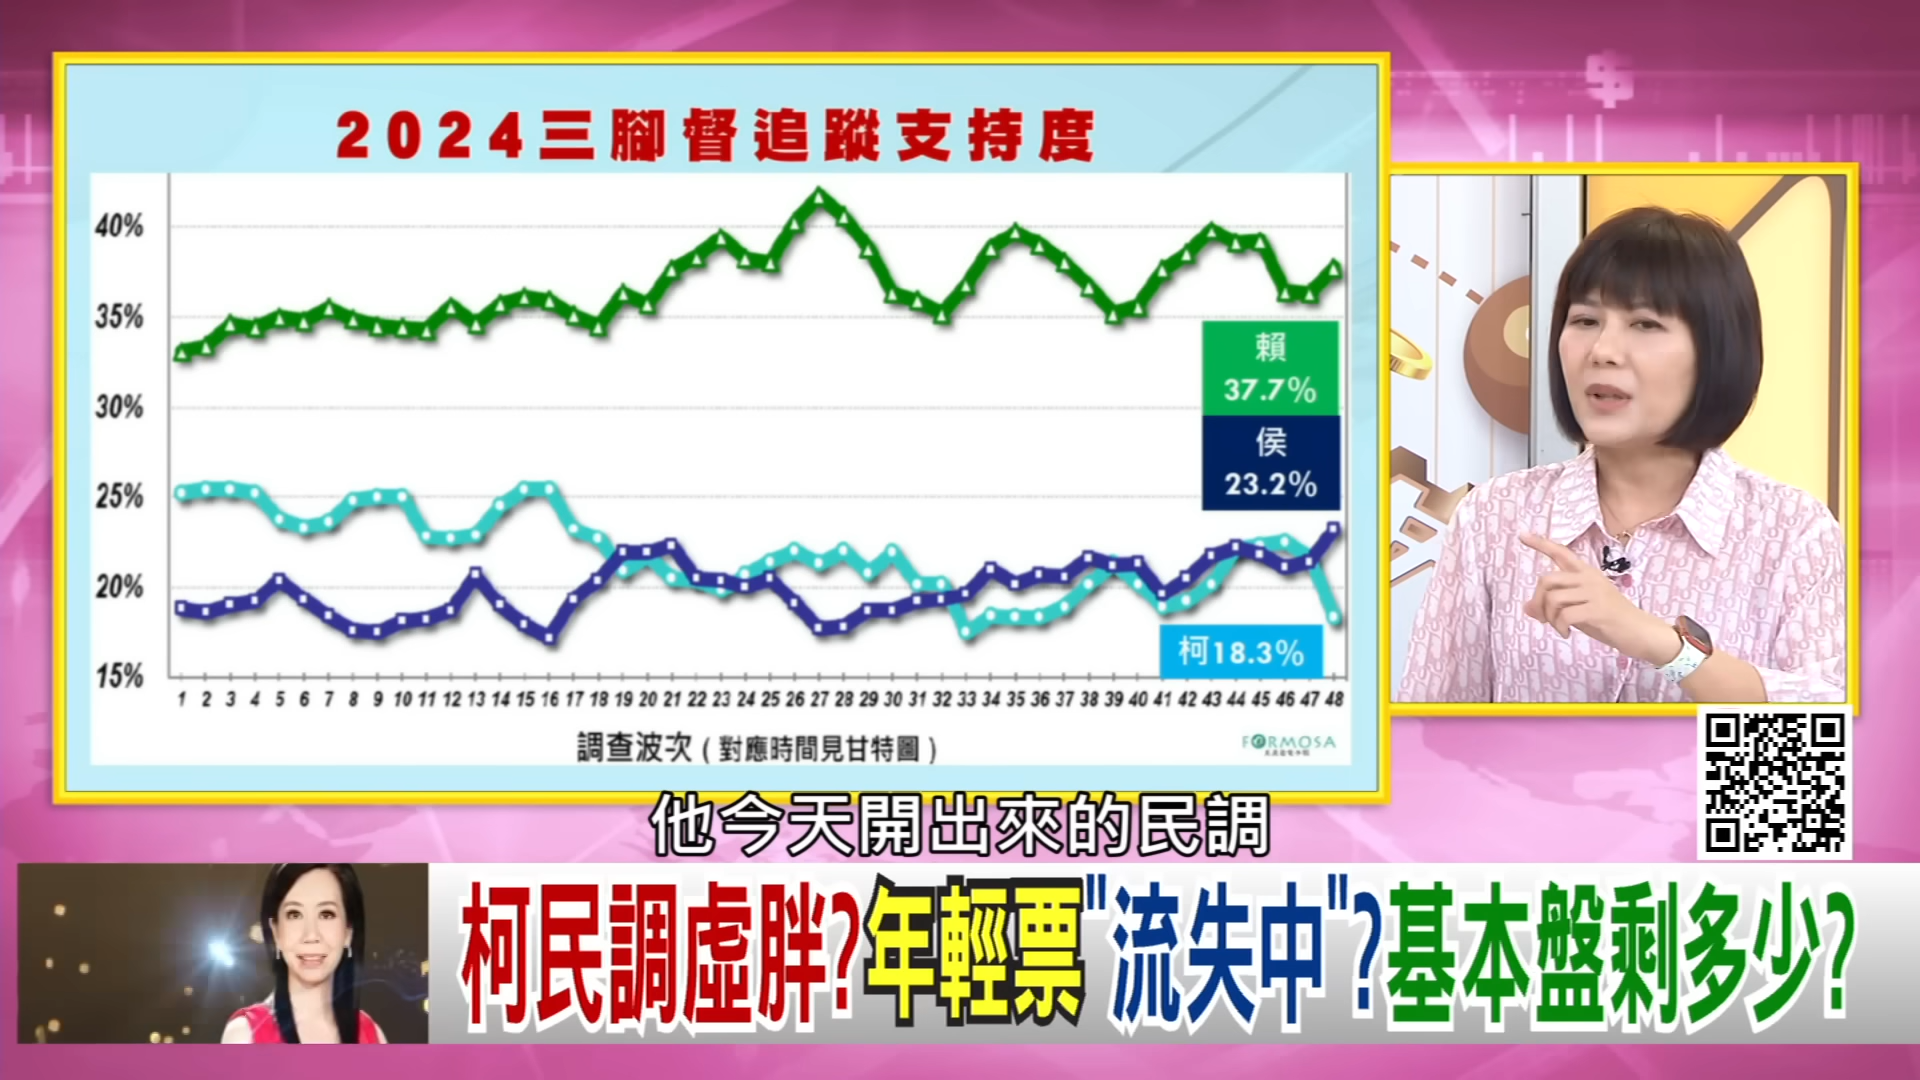 2024三腳督追蹤支持度
40%
35%
30%
25%
20%
15%
賴
37.7%
侯
23.2%
柯18.3%
1 2 3 4 5 6 7 8 9 10 11 12 13 14 15 16 17 18 19 20 21 22 23 24 25 26 27 28 29 30 31 32 33 34 35 36 37 38 39 40 41 42 43 44 45 46 47 48
調查波次（對應時間見甘特圖）
FORMOSA
他今天開出來的民調
柯民調虛胖?年輕票"流失中"?基本盤剩多少?